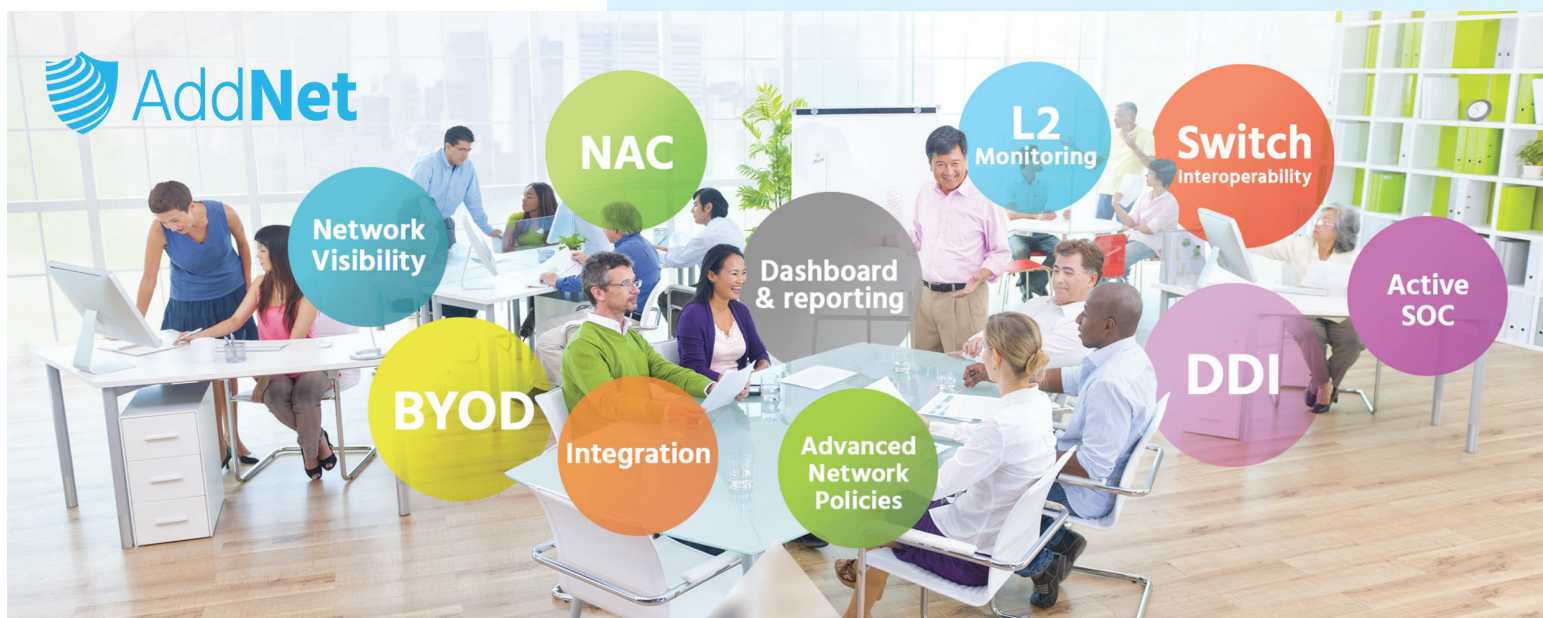 AddNet
NAC
L2
Monitoring
Switch
Interoperability
Network
Visibility
Dashboard
& reporting
Active
SOC
BYOD
DDI
Integration
Advanced
Network
Policies